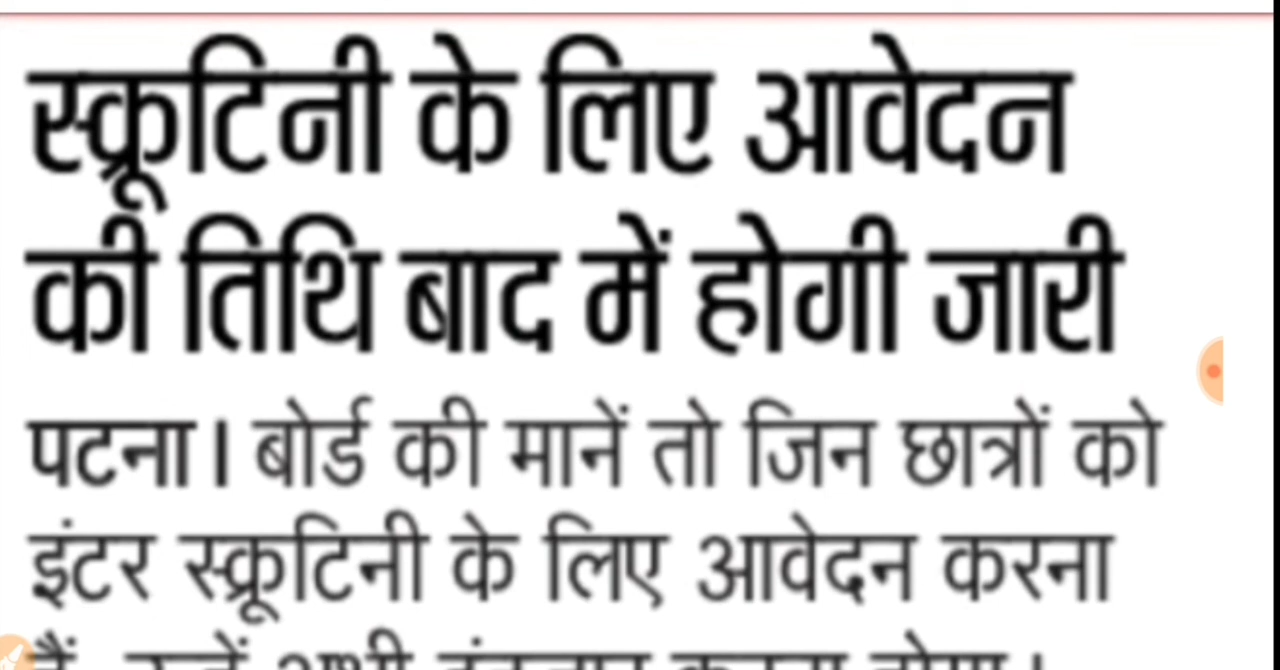 स्क्रूटिनी के लिए आवेदन
की तिथि बाद में होगी जारी
पटना। बोर्ड की मानें तो जिन छात्रों को
इंटर स्क्रूटिनी के लिए आवेदन करना